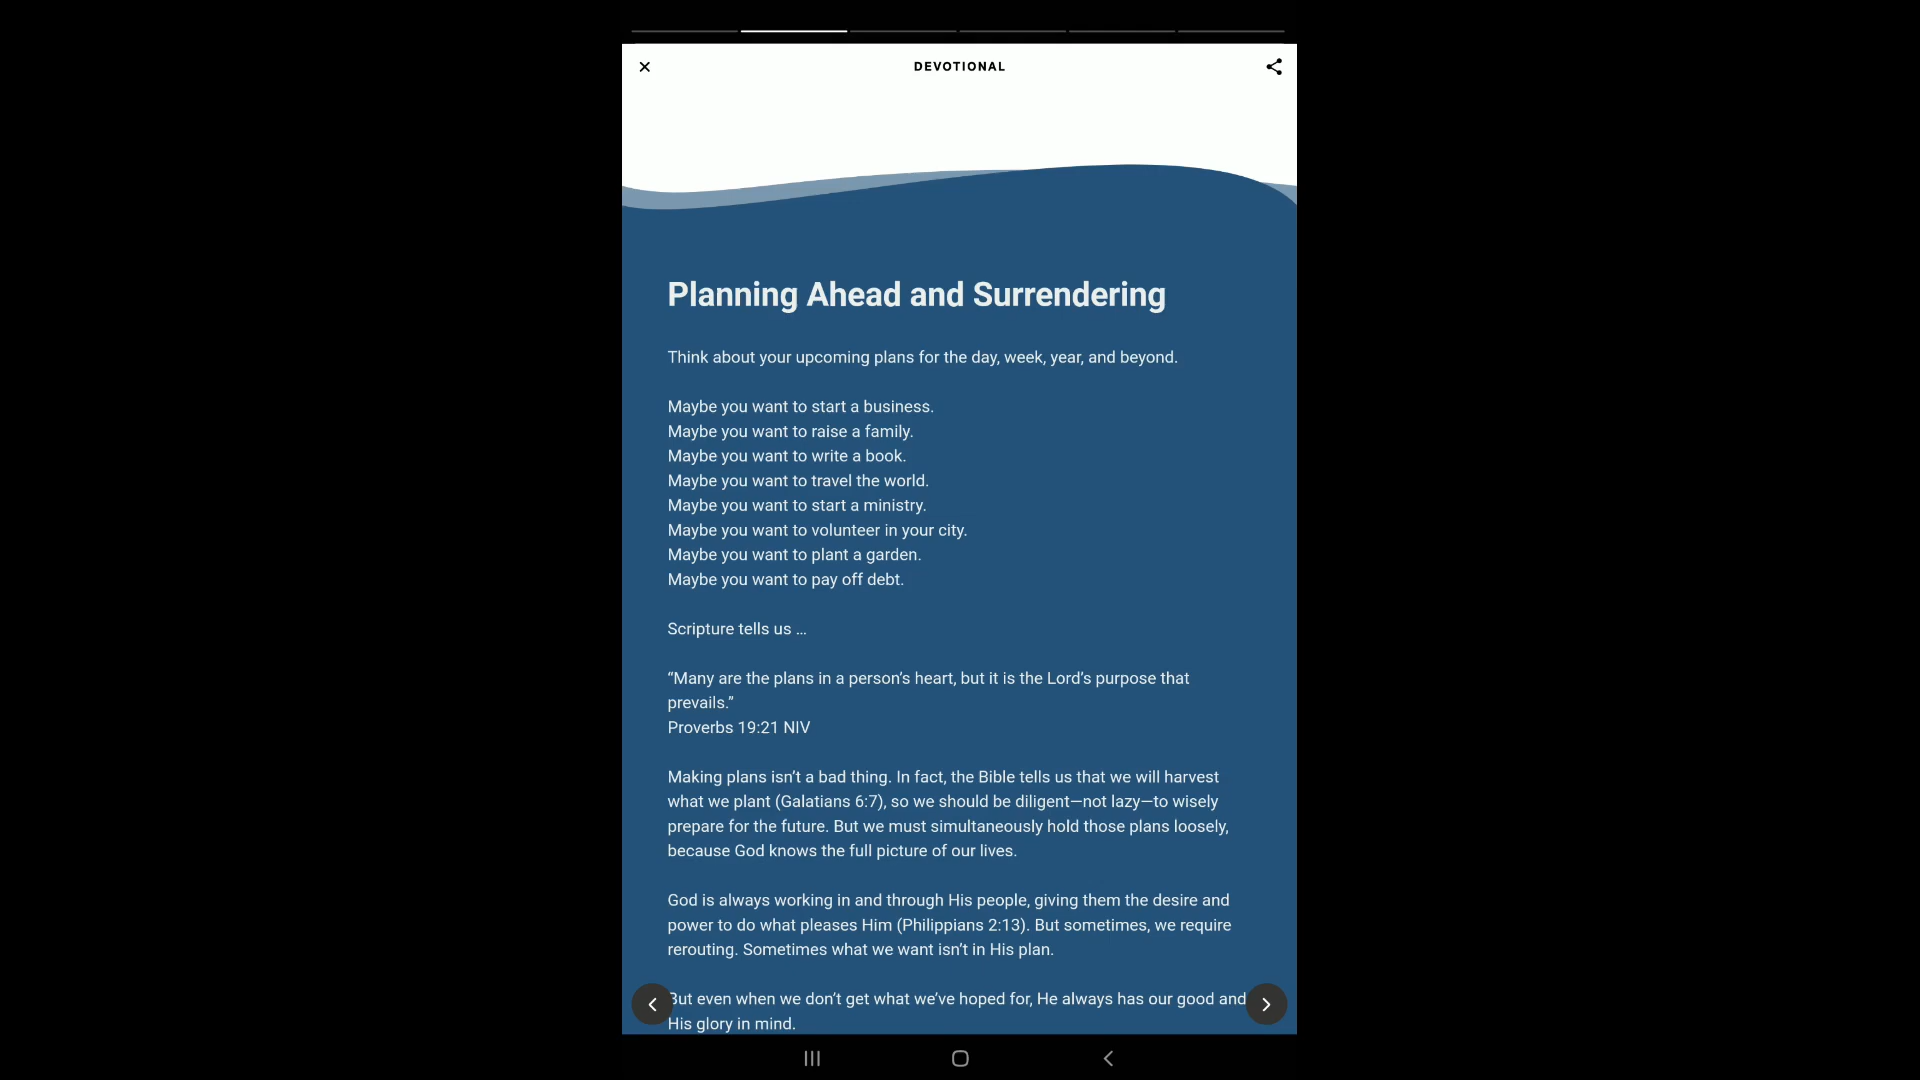 DEVOTIONAL
Planning Ahead and Surrendering
Think about your upcoming plans for the day, week, year, and beyond.
Maybe you want to start a business.
Maybe you want to raise a family.
Maybe you want to write a book.
Maybe you want to travel the world.
Maybe you want to start a ministry.
Maybe you want to volunteer in your city.
Maybe you want to plant a garden.
Maybe you want to pay off debt.
Scripture tells us …
“Many are the plans in a person’s heart, but it is the Lord’s purpose that
prevails.”
Proverbs 19:21 NIV
Making plans isn’t a bad thing. In fact, the Bible tells us that we will harvest
what we plant (Galatians 6:7), so we should be diligent—not lazy—to wisely
prepare for the future. But we must simultaneously hold those plans loosely,
because God knows the full picture of our lives.
God is always working in and through His people, giving them the desire and
power to do what pleases Him (Philippians 2:13). But sometimes, we require
rerouting. Sometimes what we want isn’t in His plan.
But even when we don’t get what we’ve hoped for, He always has our good and
His glory in mind.